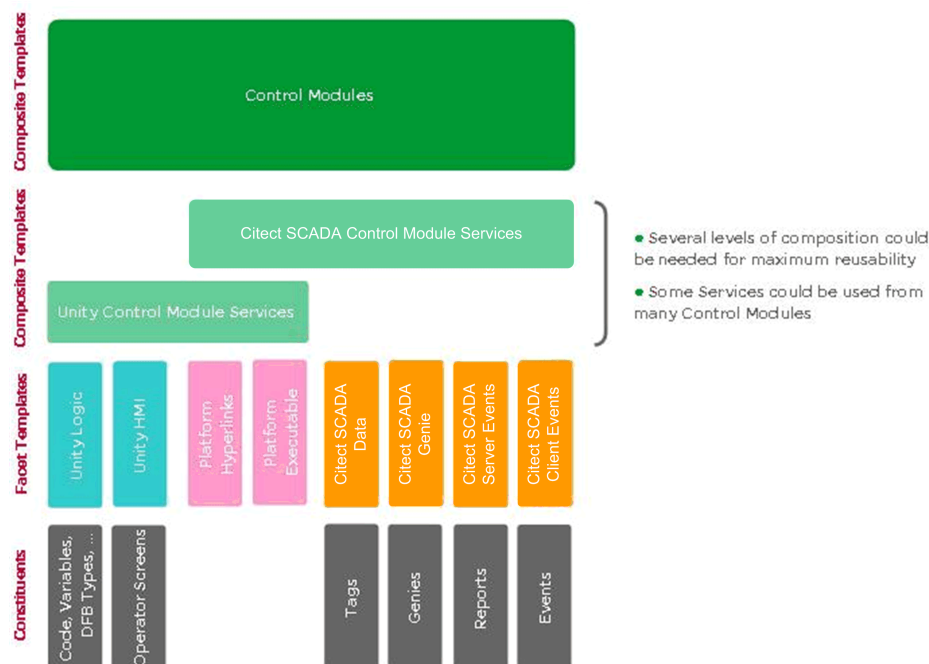 Composite Templates
Control Modules
Composite Templates
Citect SCADA Control Module Services
Unity Control Module Services
• Several levels of composition could
be needed for maximum reusability
• Some Services could be used from
many Control Modules
Facet Templates
Unity Logic
Unity HMI
Platform
Hyperlinks
Platform
Executable
Citect SCADA
Data
Citect SCADA
Genie
Citect SCADA
Server Events
Citect SCADA
Client Events
Constituents
Code, Variables,
DFB Types, ...
Operator Screens
Tags
Genies
Reports
Events